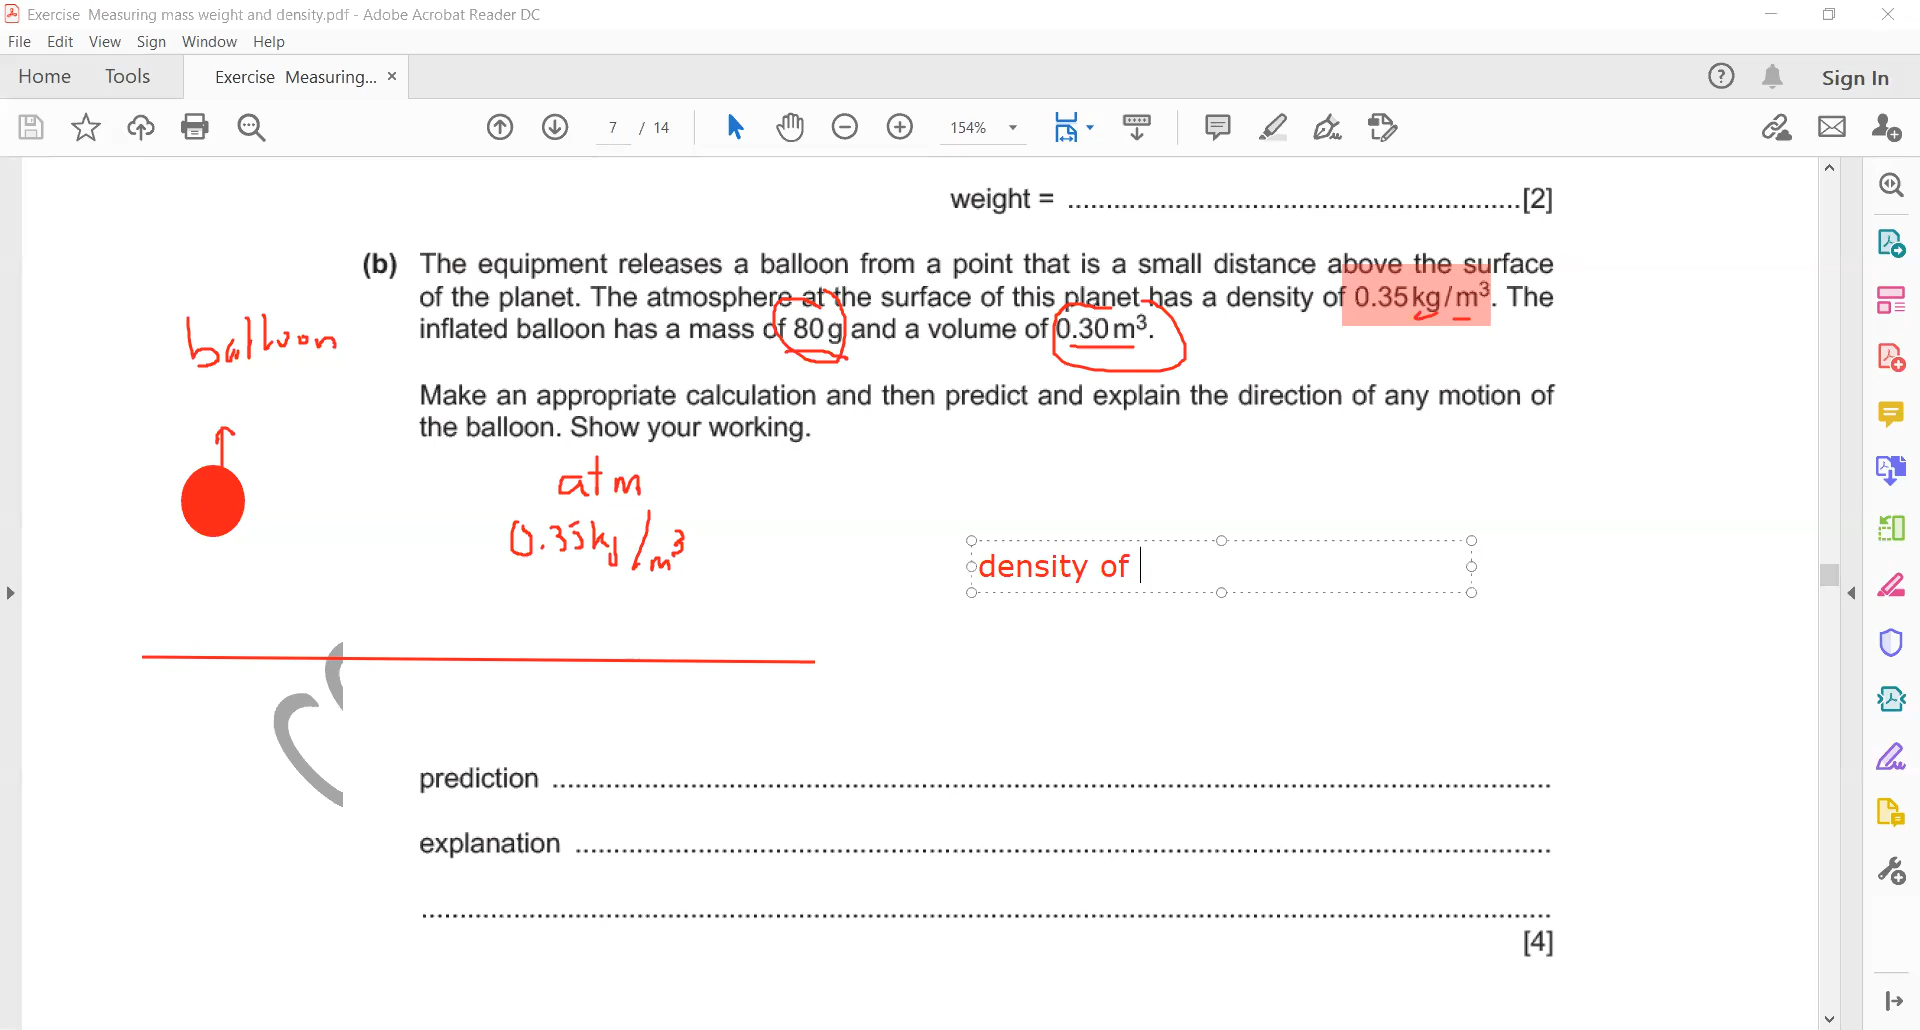 Exercise Measuring mass weight and density.pdf - Adobe Acrobat Reader DC
File Edit View Sign Window Help
Home Tools Exercise Measuring... × Sign In
7 / 14 154%
weight = ........................................................[2]
(b) The equipment releases a balloon from a point that is a small distance above the surface
of the planet. The atmosphere at the surface of this planet has a density of 0.35 kg/m³. The
inflated balloon has a mass of 80 g and a volume of 0.30 m³.
balloon
Make an appropriate calculation and then predict and explain the direction of any motion of
the balloon. Show your working.
atm
0.35kg/m³
density of
prediction ........................................................
explanation ........................................................
........................................................
[4]